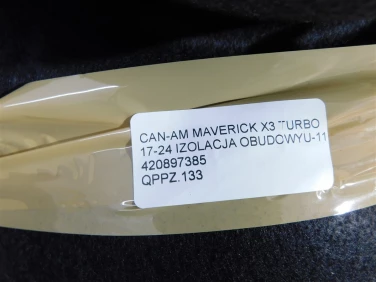 CAN-AM MAVERICK X3 TURBO
17-24 IZOLACJA OBUDOWYU-11
420897385
QPPZ.133